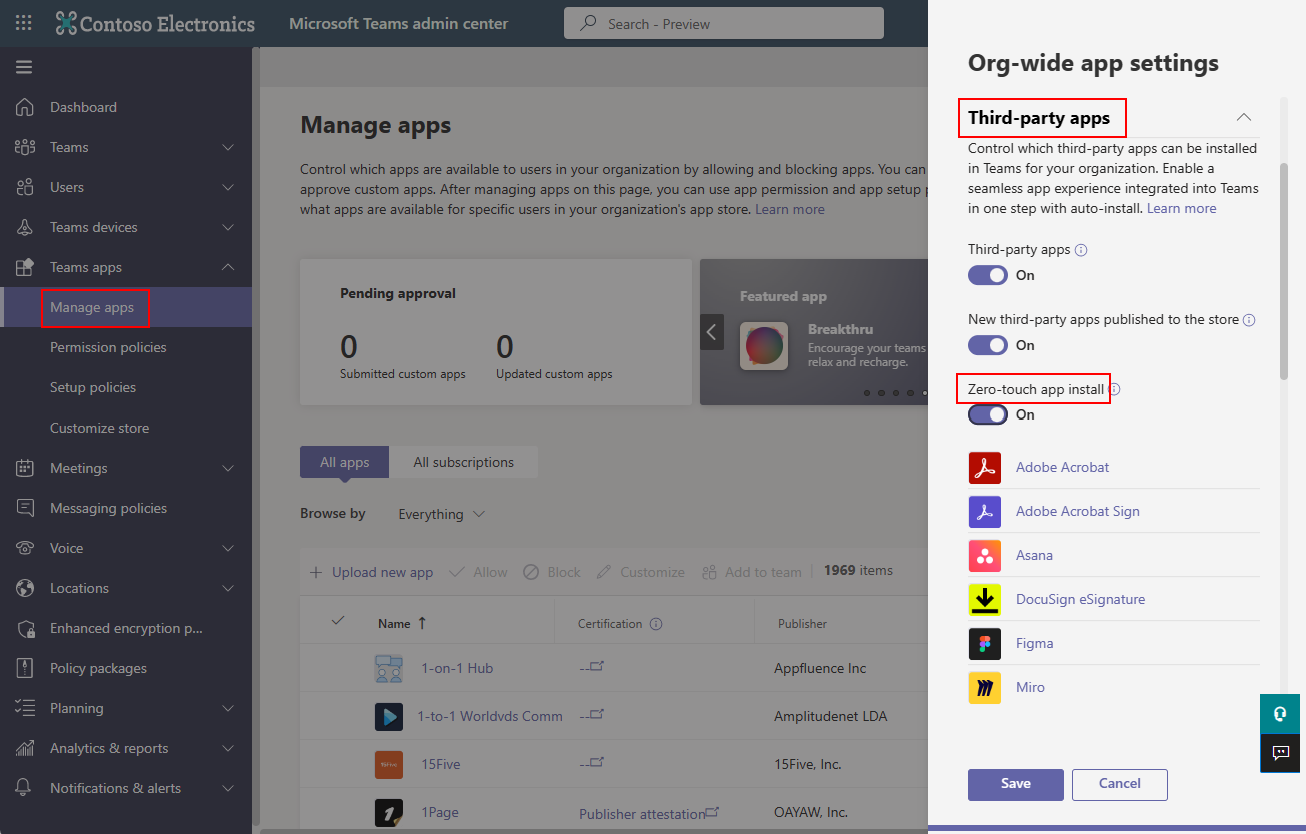 Contoso Electronics
Microsoft Teams admin center
Search - Preview
Dashboard
Teams
Users
Teams devices
Teams apps
Manage apps
Permission policies
Setup policies
Customize store
Meetings
Messaging policies
Voice
Locations
Enhanced encryption p...
Policy packages
Planning
Analytics & reports
Notifications & alerts
Manage apps
Control which apps are available to users in your organization by allowing and blocking apps. You can
approve custom apps. After managing apps on this page, you can use app permission and app setup p
what apps are available for specific users in your organization's app store. Learn more
Pending approval
0
Submitted custom apps
0
Updated custom apps
Featured app
Breakthru
Encourage your teams
relax and recharge.
All apps
All subscriptions
Browse by
Everything
Upload new app
Allow
Block
Customize
Add to team
1969 items
Name ↑
Certification
Publisher
1-on-1 Hub
--
Appfluence Inc
1-to-1 Worldvds Comm
--
Amplitudenet LDA
15Five
--
15Five, Inc.
1Page
Publisher attestation
OAYAW, Inc.
Org-wide app settings
Third-party apps
Control which third-party apps can be installed
in Teams for your organization. Enable a
seamless app experience integrated into Teams
in one step with auto-install. Learn more
Third-party apps
On
New third-party apps published to the store
On
Zero-touch app install
On
Adobe Acrobat
Adobe Acrobat Sign
Asana
DocuSign eSignature
Figma
Miro
Save
Cancel